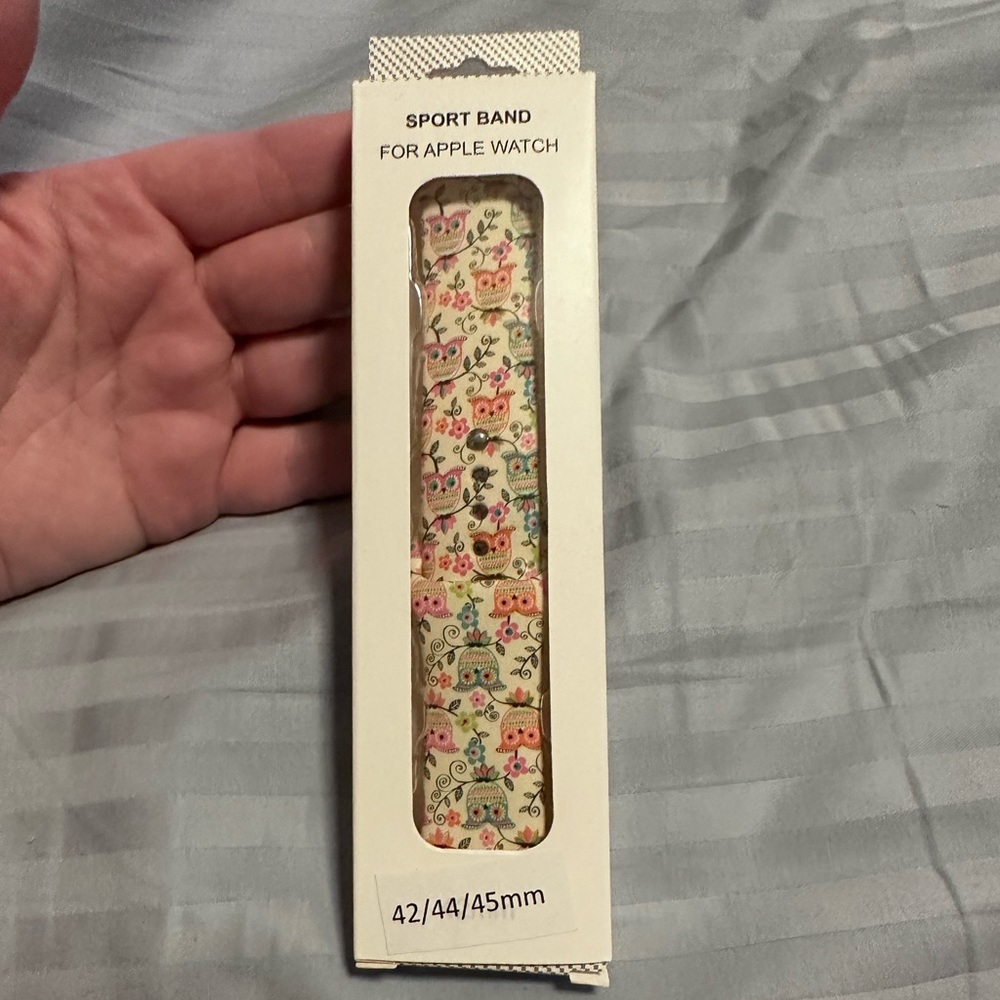 SPORT BAND
FOR APPLE WATCH
42/44/45mm